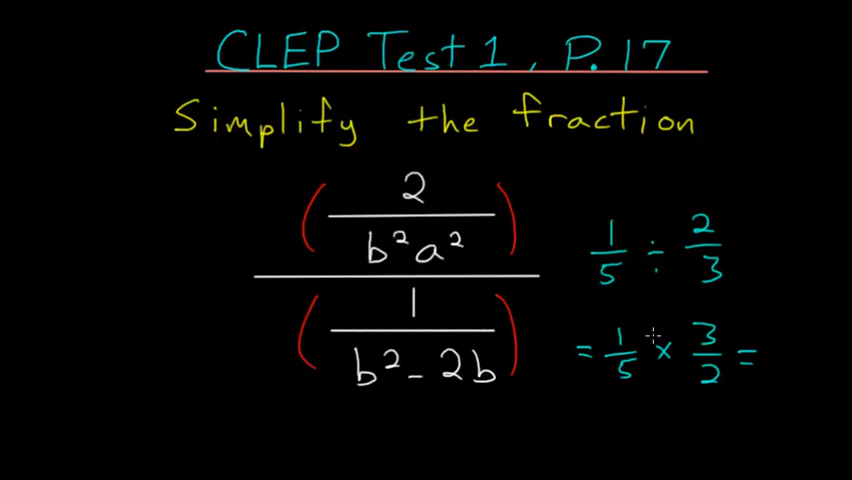 CLEP Test 1, P.17
Simplify the fraction
(2 / b²a²)
(1 / b² - 2b)
1/5 ÷ 2/3
= 1/5 × 3/2 =